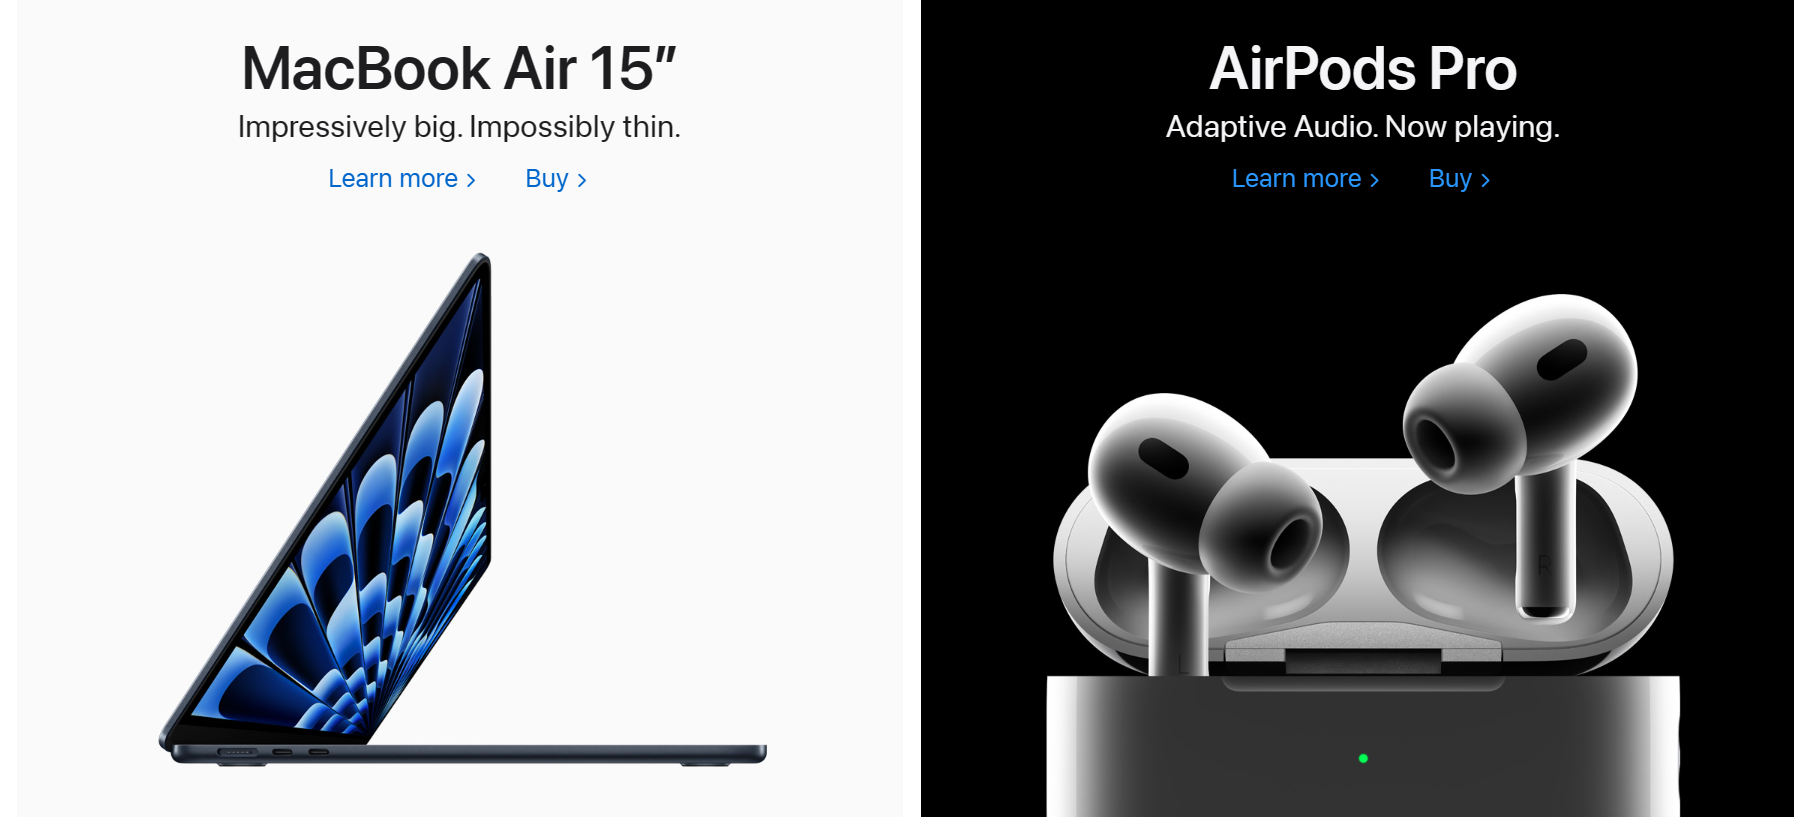 MacBook Air 15”
Impressively big. Impossibly thin.
Learn more >
Buy >
AirPods Pro
Adaptive Audio. Now playing.
Learn more >
Buy >
R
L